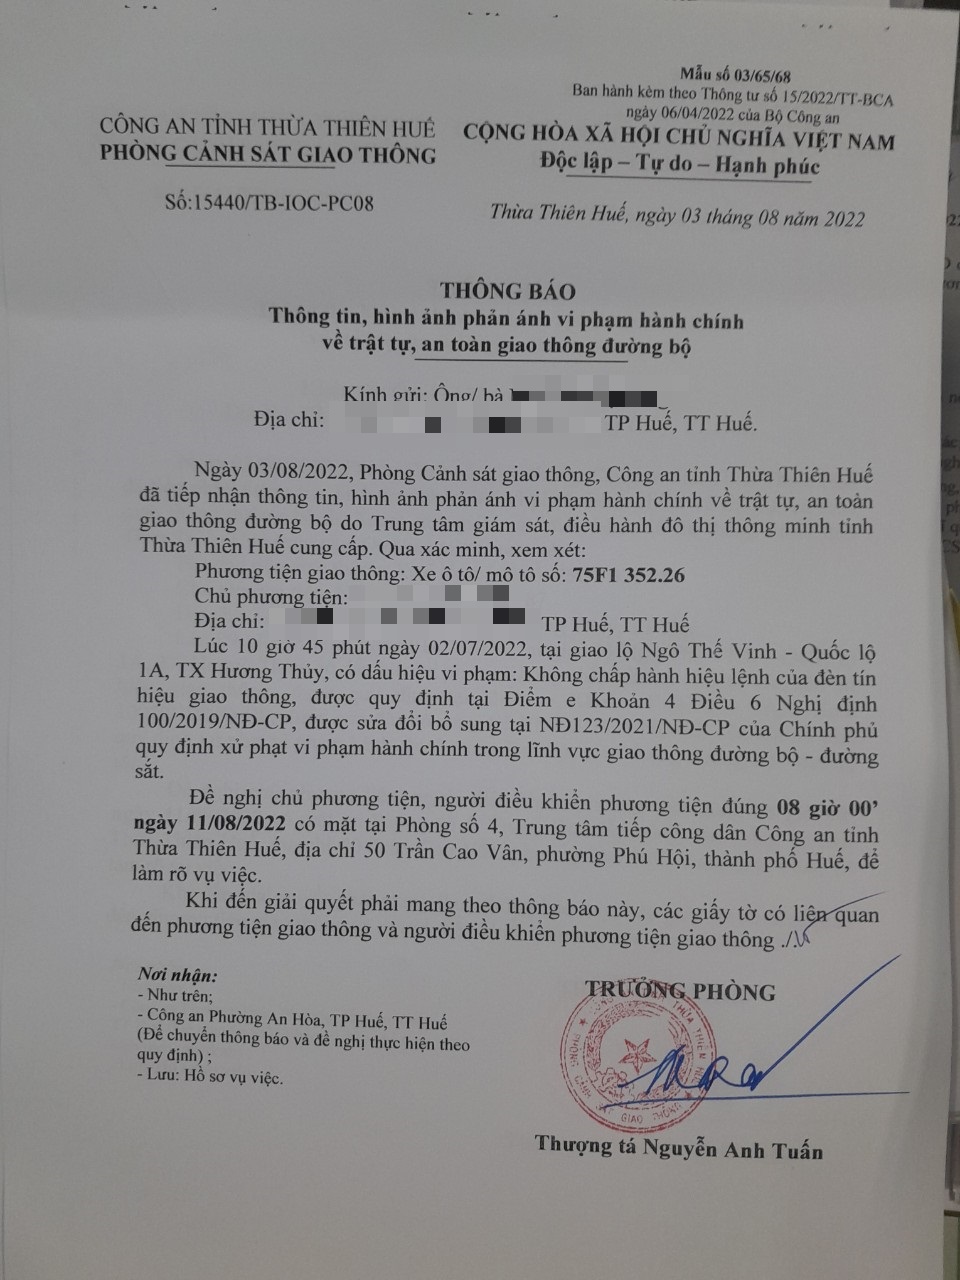 Mẫu số 03/65/68
Ban hành kèm theo Thông tư số 15/2022/TT-BCA
ngày 06/04/2022 của Bộ Công an
CÔNG AN TỈNH THỪA THIÊN HUẾ
PHÒNG CẢNH SÁT GIAO THÔNG
CỘNG HÒA XÃ HỘI CHỦ NGHĨA VIỆT NAM
Độc lập – Tự do – Hạnh phúc
Số:15440/TB-IOC-PC08
Thừa Thiên Huế, ngày 03 tháng 08 năm 2022
THÔNG BÁO
Thông tin, hình ảnh phản ánh vi phạm hành chính
về trật tự, an toàn giao thông đường bộ
Kính gửi: Ông/ bà
Địa chỉ: TP Huế, TT Huế.
Ngày 03/08/2022, Phòng Cảnh sát giao thông, Công an tỉnh Thừa Thiên Huế
đã tiếp nhận thông tin, hình ảnh phản ánh vi phạm hành chính về trật tự, an toàn
giao thông đường bộ do Trung tâm giám sát, điều hành đô thị thông minh tỉnh
Thừa Thiên Huế cung cấp. Qua xác minh, xem xét:
Phương tiện giao thông: Xe ô tô/ mô tô số: 75F1 352.26
Chủ phương tiện:
Địa chỉ: TP Huế, TT Huế
Lúc 10 giờ 45 phút ngày 02/07/2022, tại giao lộ Ngô Thế Vinh - Quốc lộ
1A, TX Hương Thủy, có dấu hiệu vi phạm: Không chấp hành hiệu lệnh của đèn tín
hiệu giao thông, được quy định tại Điểm e Khoản 4 Điều 6 Nghị định
100/2019/NĐ-CP, được sửa đổi bổ sung tại NĐ123/2021/NĐ-CP của Chính phủ
quy định xử phạt vi phạm hành chính trong lĩnh vực giao thông đường bộ - đường
sắt.
Đề nghị chủ phương tiện, người điều khiển phương tiện đúng 08 giờ 00’
ngày 11/08/2022 có mặt tại Phòng số 4, Trung tâm tiếp công dân Công an tỉnh
Thừa Thiên Huế, địa chỉ 50 Trần Cao Vân, phường Phú Hội, thành phố Huế, để
làm rõ vụ việc.
Khi đến giải quyết phải mang theo thông báo này, các giấy tờ có liên quan
đến phương tiện giao thông và người điều khiển phương tiện giao thông ./.
Nơi nhận:
- Như trên;
- Công an Phường An Hòa, TP Huế, TT Huế
(Để chuyển thông báo và đề nghị thực hiện theo
quy định) ;
- Lưu: Hồ sơ vụ việc.
TRƯỞNG PHÒNG
Thượng tá Nguyễn Anh Tuấn